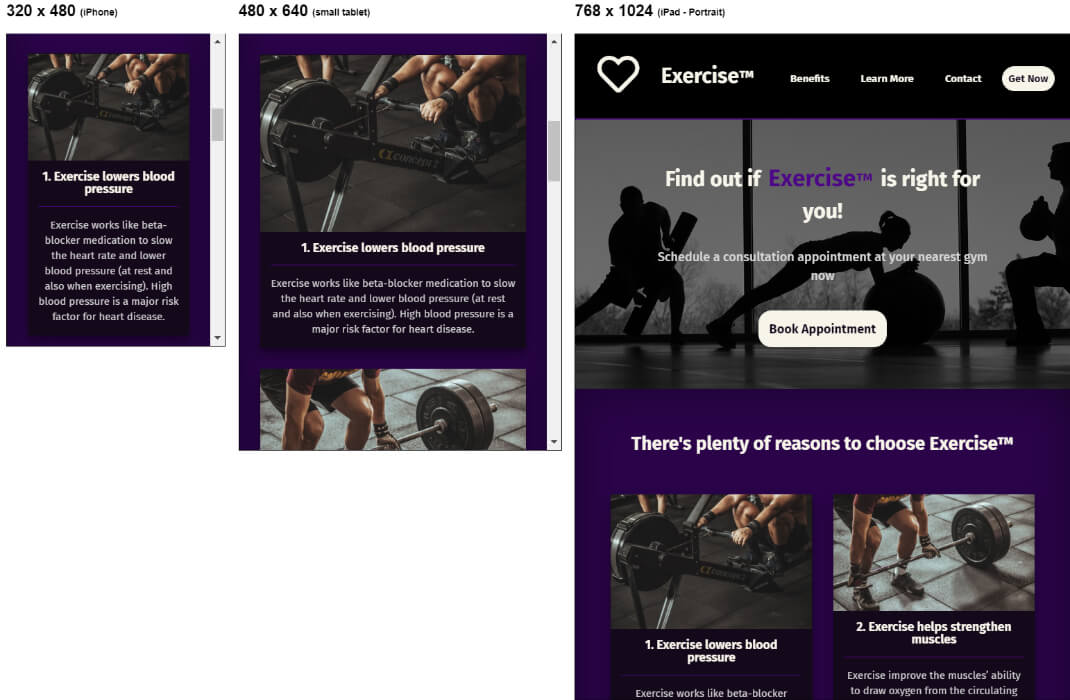 320 x 480 (iPhone)
1. Exercise lowers blood
pressure
Exercise works like beta-
blocker medication to slow
the heart rate and lower
blood pressure (at rest and
also when exercising). High
blood pressure is a major risk
factor for heart disease.
480 x 640 (small tablet)
concept 2
1. Exercise lowers blood pressure
Exercise works like beta-blocker medication to slow
the heart rate and lower blood pressure (at rest
and also when exercising). High blood pressure is a
major risk factor for heart disease.
768 x 1024 (iPad - Portrait)
Exercise™
Benefits
Learn More
Contact
Get Now
Find out if Exercise™ is right for
you!
Schedule a consultation appointment at your nearest gym
now
Book Appointment
There's plenty of reasons to choose Exercise™
1. Exercise lowers blood
pressure
Exercise works like beta-blocker
2. Exercise helps strengthen
muscles
Exercise improve the muscles’ ability
to draw oxygen from the circulating